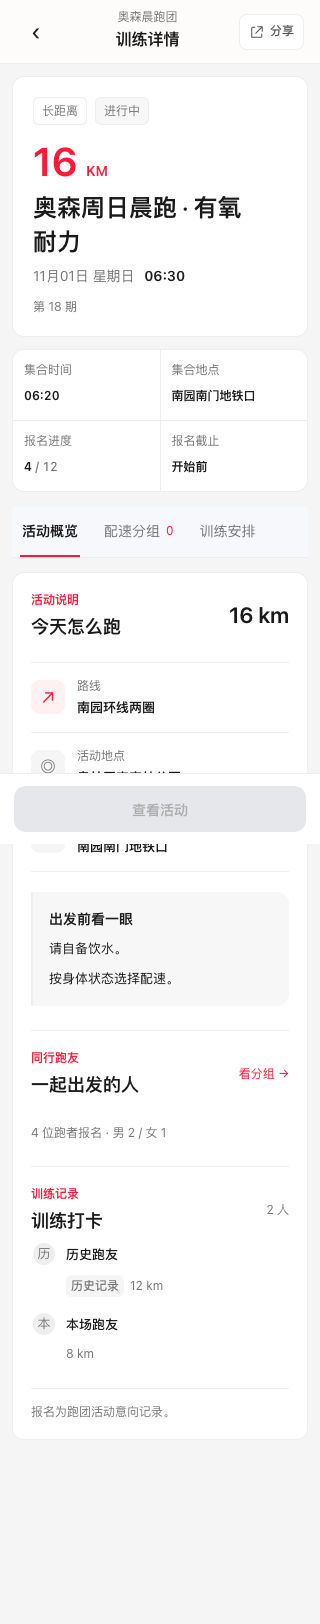 奥森晨跑团
训练详情
分享
长距离
进行中
16 KM
奥森周日晨跑 · 有氧
耐力
11月01日 星期日 06:30
第 18 期
集合时间
06:20
集合地点
南园南门地铁口
报名进度
4 / 12
报名截止
开始前
活动概览
配速分组 0
训练安排
活动说明
今天怎么跑
16 km
路线
南园环线两圈
活动地点
查看活动
南园南门地铁口
出发前看一眼
请自备饮水。
按身体状态选择配速。
同行跑友
一起出发的人
看分组 →
4 位跑者报名 · 男 2 / 女 1
训练记录
训练打卡
2 人
历
历史跑友
历史记录 12 km
本
本场跑友
8 km
报名为跑团活动意向记录。